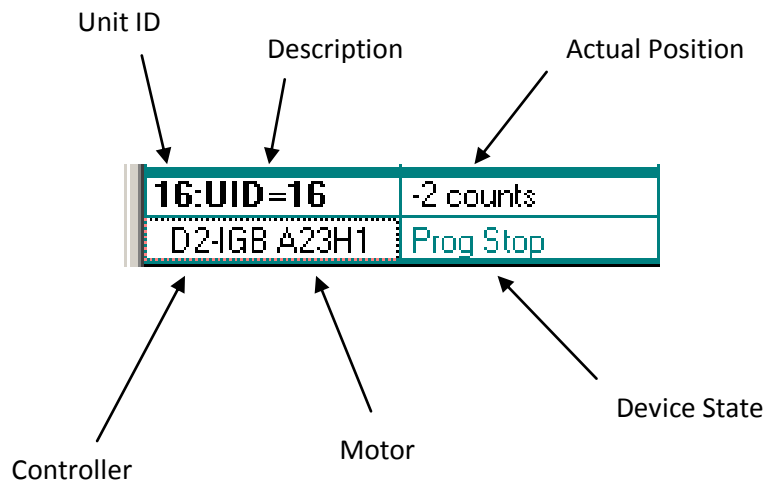 Unit ID
Description
Actual Position
16:UID=16
-2 counts
D2-IGB A23H1
Prog Stop
Device State
Motor
Controller